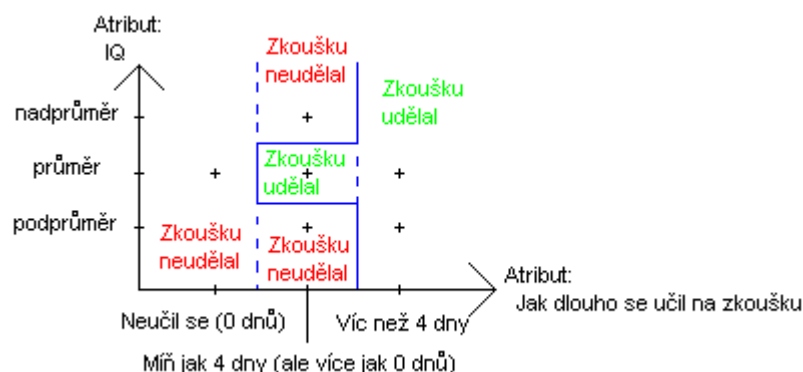 Atribut:
IQ
Zkoušku
neudělal
Zkoušku
udělal
nadprůměr
průměr
Zkoušku
udělal
podprůměr
Zkoušku
neudělal
Zkoušku
neudělal
Atribut:
Jak dlouho se učil na zkoušku
Neučil se (0 dnů)
Víc než 4 dny
Míň jak 4 dny (ale více jak 0 dnů)